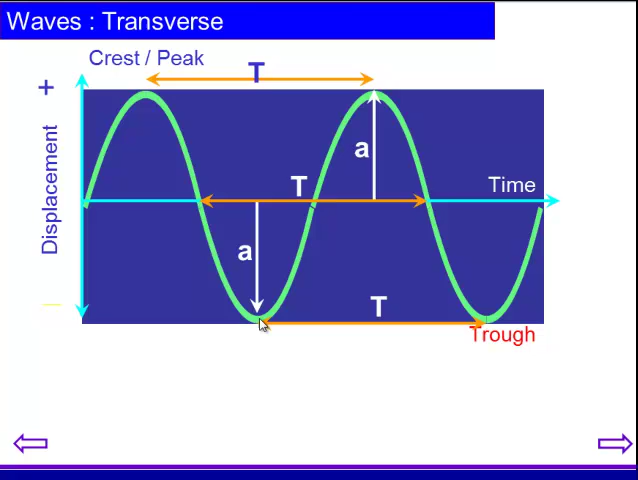 Waves : Transverse
Crest / Peak
T
+
a
T
Time
Displacement
a
–
T
Trough